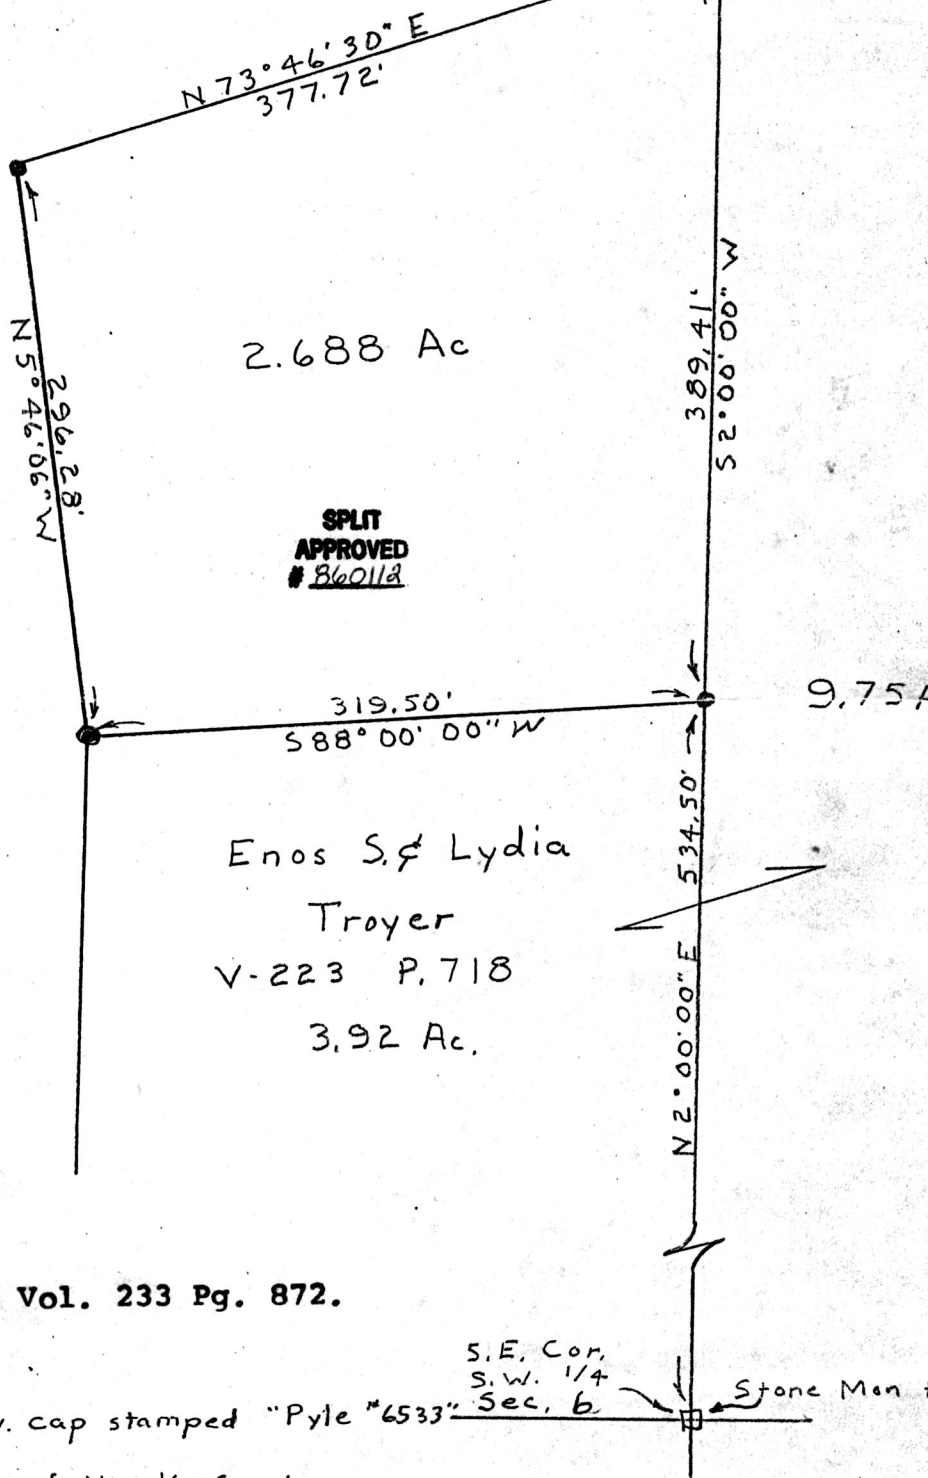 N 73° 46' 30" E
377.72'
N 5° 46' 06" W
296.28'
2.688 Ac
389.41'
S 2° 00' 00" W
SPLIT
APPROVED
# 860112
319.50'
S 88° 00' 00" W
9.75
Enos S. & Lydia
Troyer
V-223 P. 718
3.92 Ac.
N 2° 00' 00" E 534.50'
Vol. 233 Pg. 872.
S.E. Cor.
S.W. 1/4
Sec. 6
Stone Mon
. cap stamped "Pyle #6533"